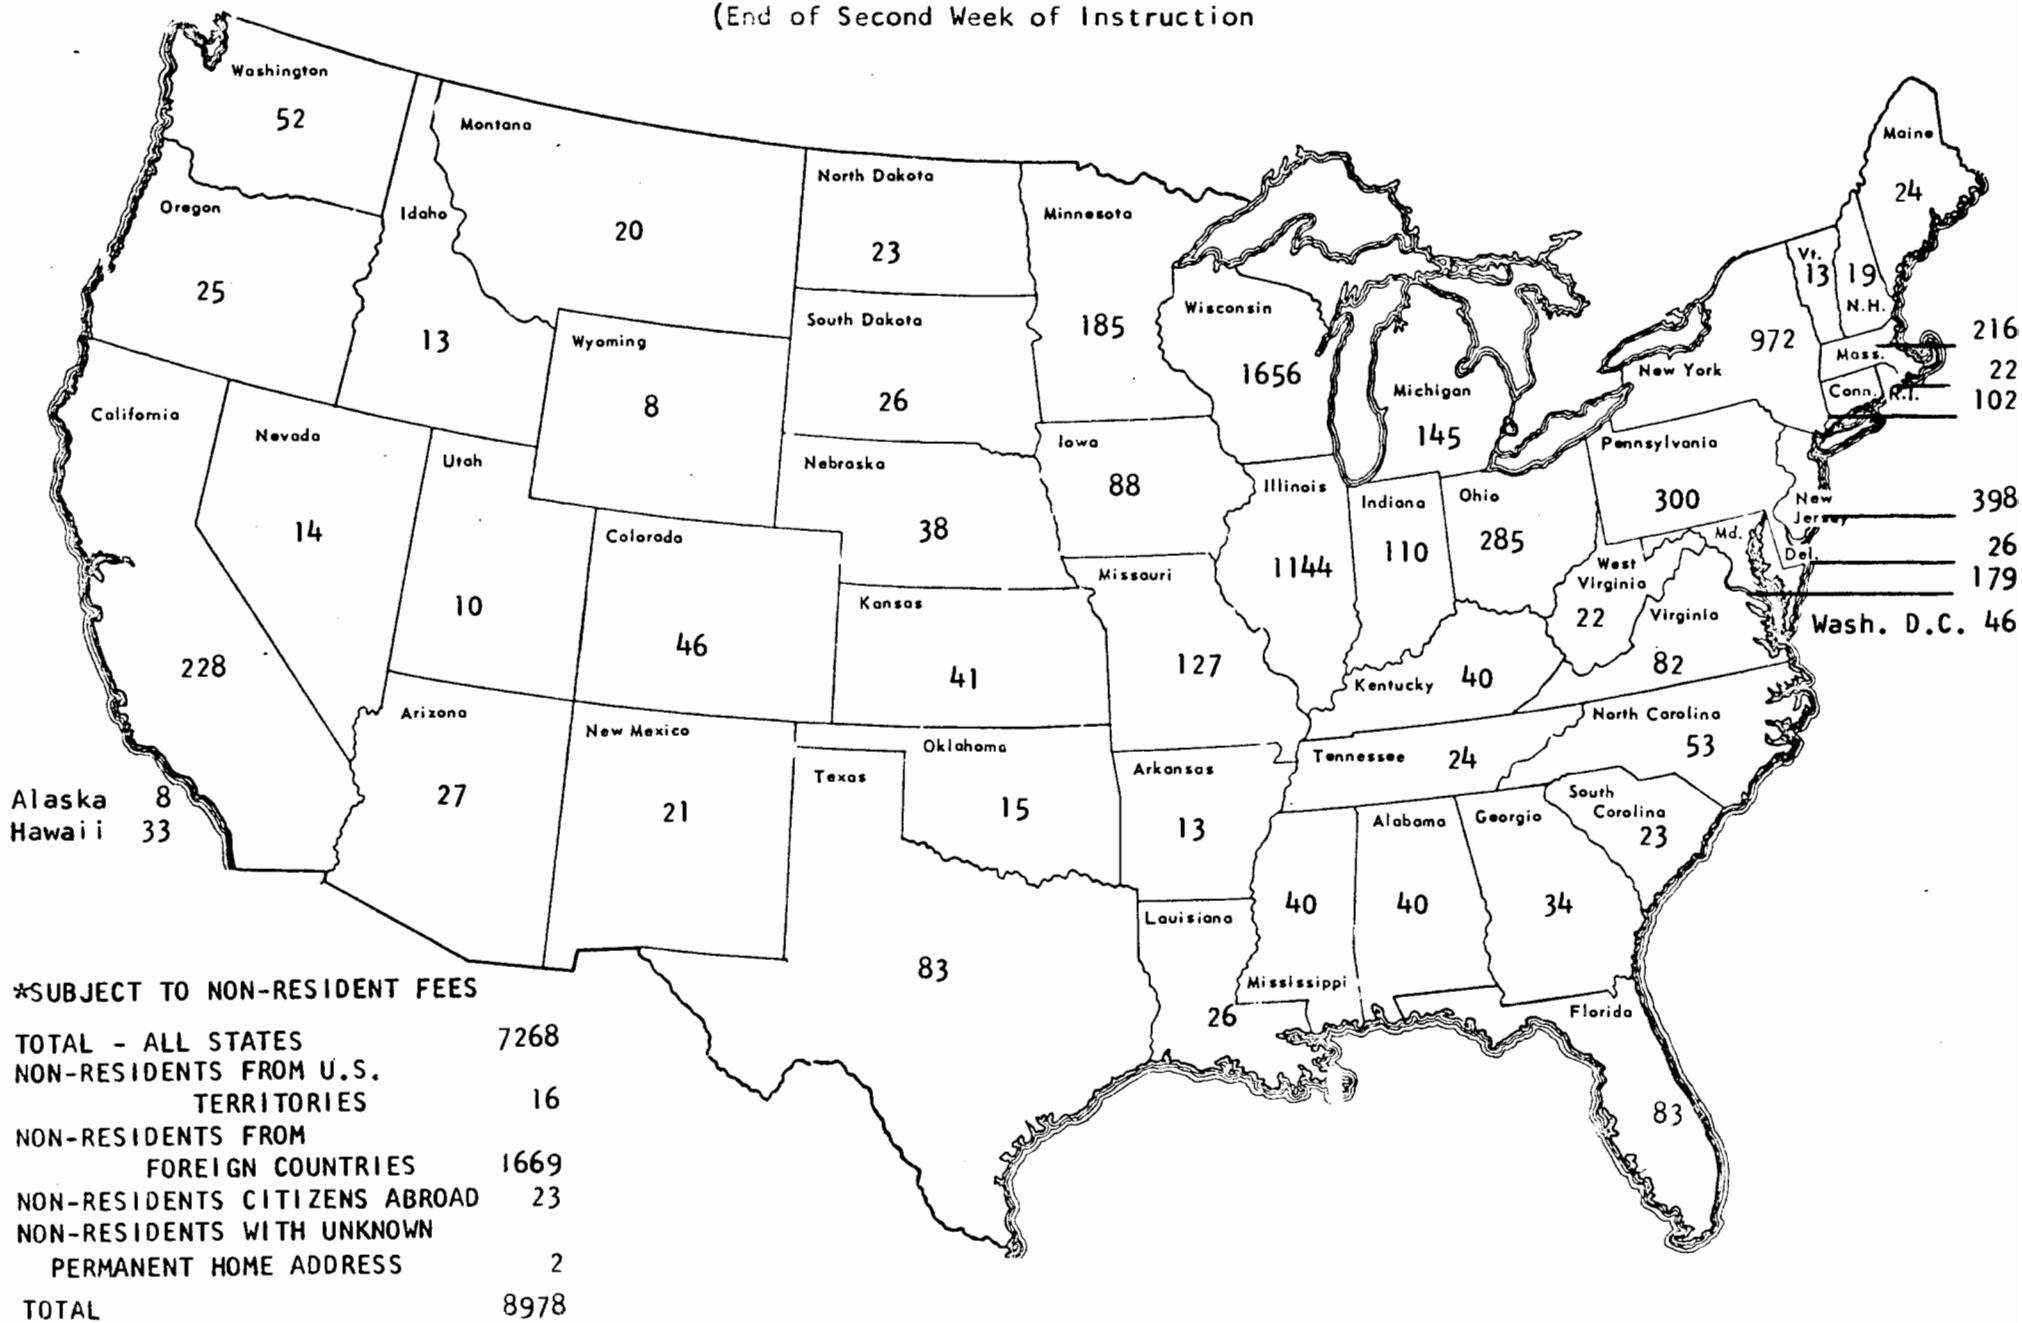 (End of Second Week of Instruction
Washington
52
Montana
20
North Dakota
23
Minnesota
185
Maine
24
Oregon
25
Idaho
13
Vt.
13
19
N.H.
South Dakota
26
Wisconsin
1656
Wyoming
8
972
New York
Mass.
216
22
Conn.
R.I.
102
Michigan
145
California
228
Nevada
14
Utah
10
Nebraska
38
Iowa
88
Illinois
1144
Indiana
110
Ohio
285
Pennsylvania
300
New
Jersey
398
Md.
Del.
26
179
Wash. D.C. 46
Colorado
46
Kansas
41
Missouri
127
West
Virginia
22
Virginia
82
Kentucky 40
Arizona
27
New Mexico
21
Oklahoma
15
Texas
83
Arkansas
13
Tennessee 24
North Carolina
53
South
Carolina
23
Alaska 8
Hawaii 33
Alabama
40
Georgia
34
Louisiana
26
40
Mississippi
Florida
83
*SUBJECT TO NON-RESIDENT FEES
TOTAL - ALL STATES 7268
NON-RESIDENTS FROM U.S.
TERRITORIES 16
NON-RESIDENTS FROM
FOREIGN COUNTRIES 1669
NON-RESIDENTS CITIZENS ABROAD 23
NON-RESIDENTS WITH UNKNOWN
PERMANENT HOME ADDRESS 2
TOTAL 8978